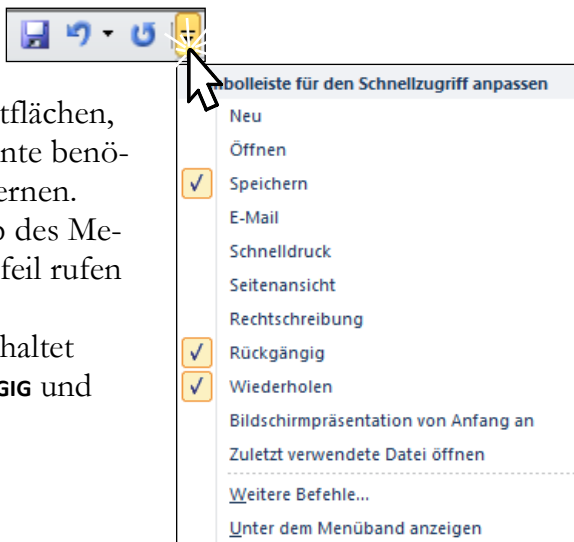 tflächen,
nte benö-
ernen.
des Me-
feil rufen
haltet
GIG und
bolleiste für den Schnellzugriff anpassen
Neu
Öffnen
Speichern
E-Mail
Schnelldruck
Seitenansicht
Rechtschreibung
Rückgängig
Wiederholen
Bildschirmpräsentation von Anfang an
Zuletzt verwendete Datei öffnen
Weitere Befehle...
Unter dem Menüband anzeigen